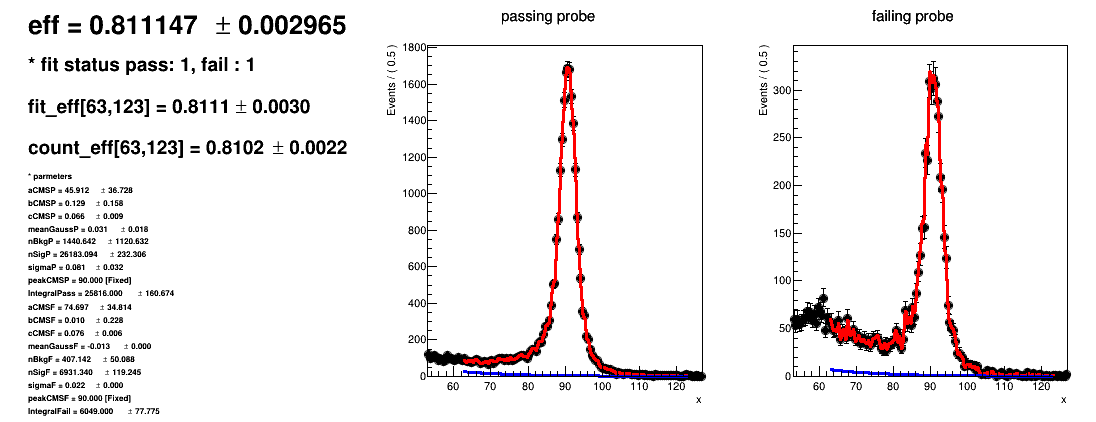 eff = 0.811147 ± 0.002965
* fit status pass: 1, fail : 1
fit_eff[63,123] = 0.8111 ± 0.0030
count_eff[63,123] = 0.8102 ± 0.0022
* parmeters
aCMSP = 45.912 ± 36.728
bCMSP = 0.129 ± 0.158
cCMSP = 0.066 ± 0.009
meanGaussP = 0.031 ± 0.018
nBkgP = 1440.642 ± 1120.632
nSigP = 26183.094 ± 232.306
sigmaP = 0.081 ± 0.032
peakCMSP = 90.000 [Fixed]
IntegralPass = 25816.000 ± 160.674
aCMSF = 74.697 ± 34.814
bCMSF = 0.010 ± 0.228
cCMSF = 0.076 ± 0.006
meanGaussF = -0.013 ± 0.000
nBkgF = 407.142 ± 50.088
nSigF = 6931.340 ± 119.245
sigmaF = 0.022 ± 0.000
peakCMSF = 90.000 [Fixed]
IntegralFail = 6049.000 ± 77.775
passing probe
Events / ( 0.5 )
1800
1600
1400
1200
1000
800
600
400
200
0
60 70 80 90 100 110 120
x
failing probe
Events / ( 0.5 )
300
250
200
150
100
50
0
60 70 80 90 100 110 120
x